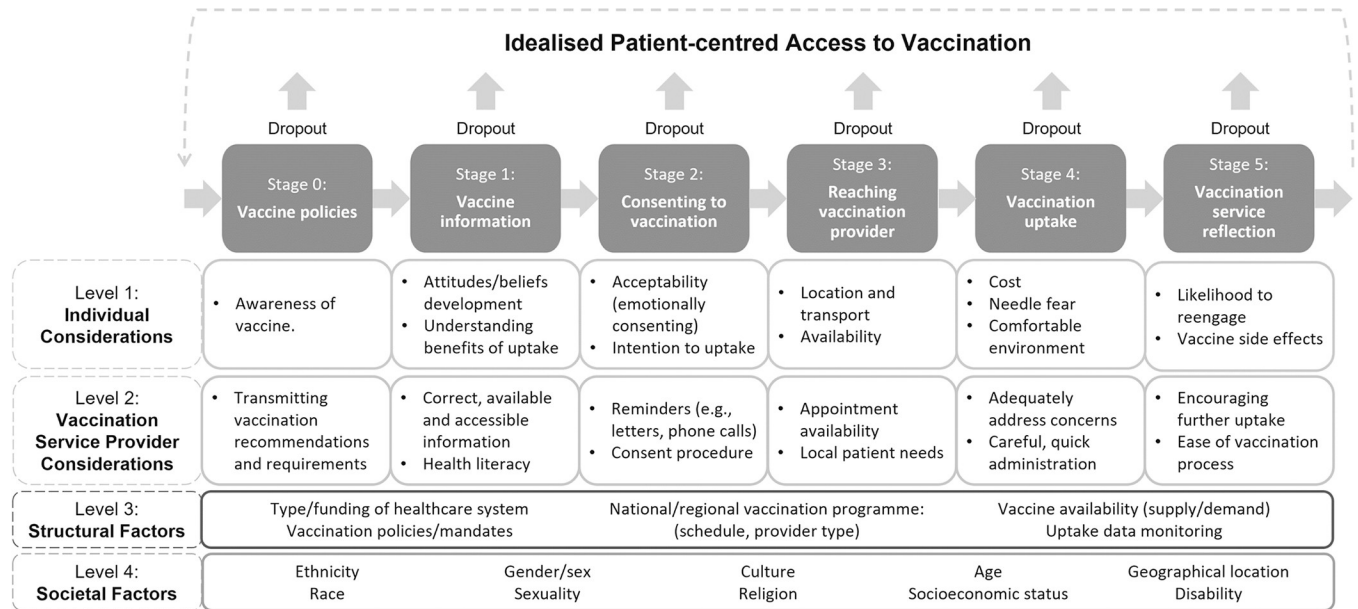 Idealised Patient-centred Access to Vaccination
Dropout
Dropout
Dropout
Dropout
Dropout
Dropout
Stage 0:
Vaccine policies
Stage 1:
Vaccine
information
Stage 2:
Consenting to
vaccination
Stage 3:
Reaching
vaccination
provider
Stage 4:
Vaccination
uptake
Stage 5:
Vaccination
service
reflection
Level 1:
Individual
Considerations
• Awareness of
vaccine.
• Attitudes/beliefs
development
• Understanding
benefits of uptake
• Acceptability
(emotionally
consenting)
• Intention to uptake
• Location and
transport
• Availability
• Cost
• Needle fear
• Comfortable
environment
• Likelihood to
reengage
• Vaccine side effects
Level 2:
Vaccination
Service Provider
Considerations
• Transmitting
vaccination
recommendations
and requirements
• Correct, available
and accessible
information
• Health literacy
• Reminders (e.g.,
letters, phone calls)
• Consent procedure
• Appointment
availability
• Local patient needs
• Adequately
address concerns
• Careful, quick
administration
• Encouraging
further uptake
• Ease of vaccination
process
Level 3:
Structural Factors
Type/funding of healthcare system
Vaccination policies/mandates
National/regional vaccination programme:
(schedule, provider type)
Vaccine availability (supply/demand)
Uptake data monitoring
Level 4:
Societal Factors
Ethnicity
Race
Gender/sex
Sexuality
Culture
Religion
Age
Socioeconomic status
Geographical location
Disability